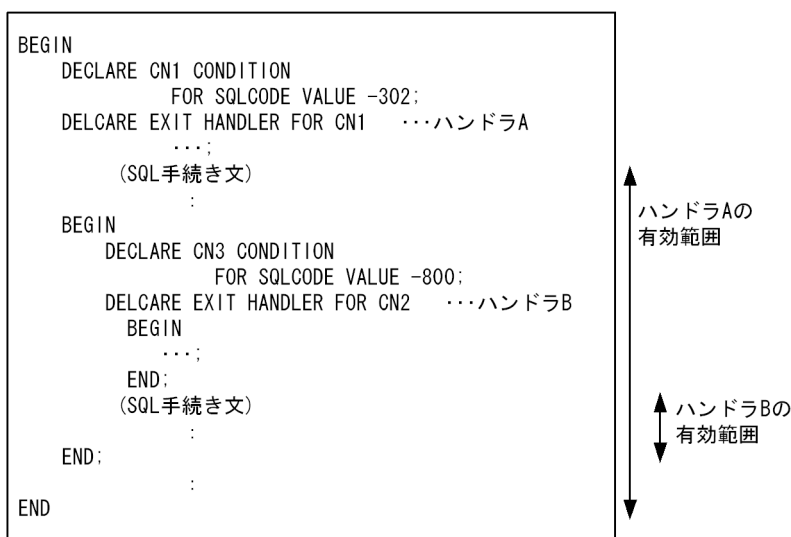 BEGIN
DECLARE CN1 CONDITION
FOR SQLCODE VALUE -302;
DELCARE EXIT HANDLER FOR CN1 ···ハンドラA
···;
(SQL手続き文)
:
BEGIN
DECLARE CN3 CONDITION
FOR SQLCODE VALUE -800;
DELCARE EXIT HANDLER FOR CN2 ···ハンドラB
BEGIN
···;
END;
(SQL手続き文)
:
END;
:
END
ハンドラAの
有効範囲
ハンドラBの
有効範囲